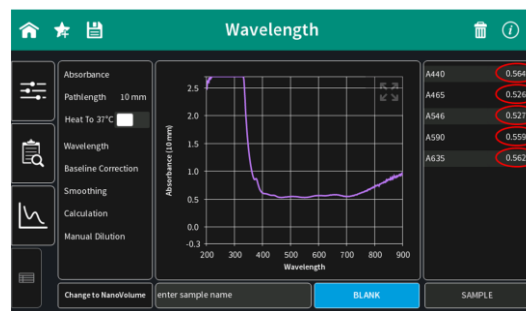 Wavelength
Absorbance
Pathlength 10 mm
Heat To 37°C
Wavelength
Baseline Correction
Smoothing
Calculation
Manual Dilution
Absorbance (10 mm)
2.5
2.0
1.5
1.0
0.5
0.0
-0.3
200 300 400 500 600 700 800 900
Wavelength
A440 0.564
A465 0.526
A546 0.527
A590 0.559
A635 0.562
Change to NanoVolume
enter sample name
BLANK
SAMPLE